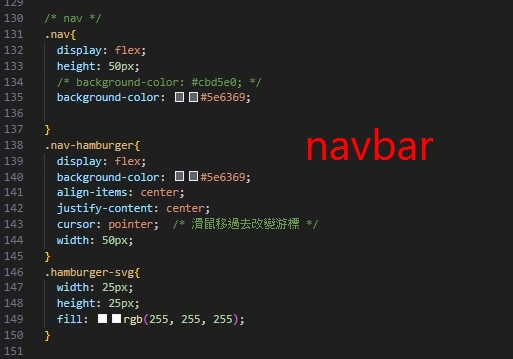 129
130 /* nav */
131 .nav{
132 display: flex;
133 height: 50px;
134 /* background-color: #cbd5e0; */
135 background-color: #5e6369;
136
137 }
138 .nav-hamburger{
139 display: flex;
140 background-color: #5e6369;
141 align-items: center;
142 justify-content: center;
143 cursor: pointer; /* 滑鼠移過去改變游標 */
144 width: 50px;
145 }
146 .hamburger-svg{
147 width: 25px;
148 height: 25px;
149 fill: rgb(255, 255, 255);
150 }
151
navbar